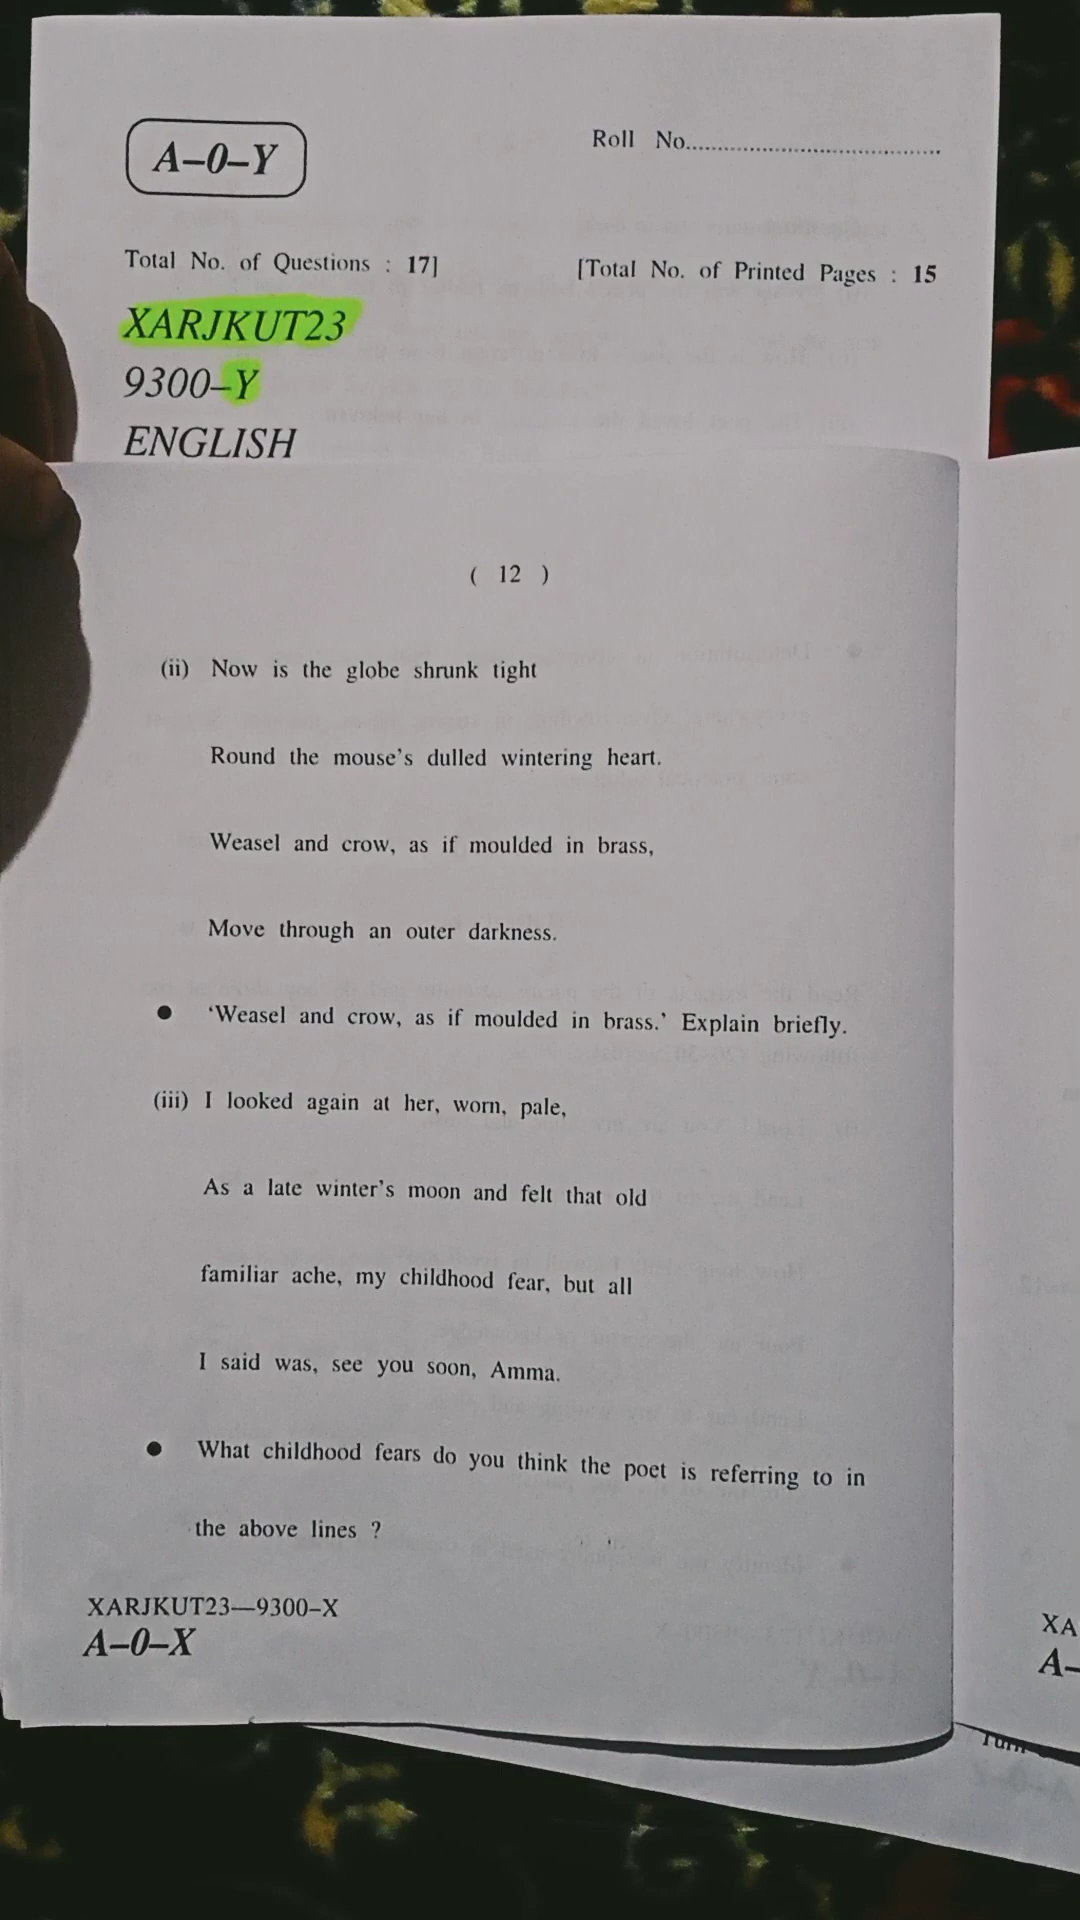 A–0–Y
Roll No.............................................
Total No. of Questions : 17]
[Total No. of Printed Pages : 15
XARJKUT23
9300–Y
ENGLISH
( 12 )
(ii) Now is the globe shrunk tight
Round the mouse's dulled wintering heart.
Weasel and crow, as if moulded in brass,
Move through an outer darkness.
● 'Weasel and crow, as if moulded in brass.' Explain briefly.
(iii) I looked again at her, worn, pale,
As a late winter's moon and felt that old
familiar ache, my childhood fear, but all
I said was, see you soon, Amma.
● What childhood fears do you think the poet is referring to in
the above lines ?
XARJKUT23—9300–X
A–0–X
XA
A–
Turn